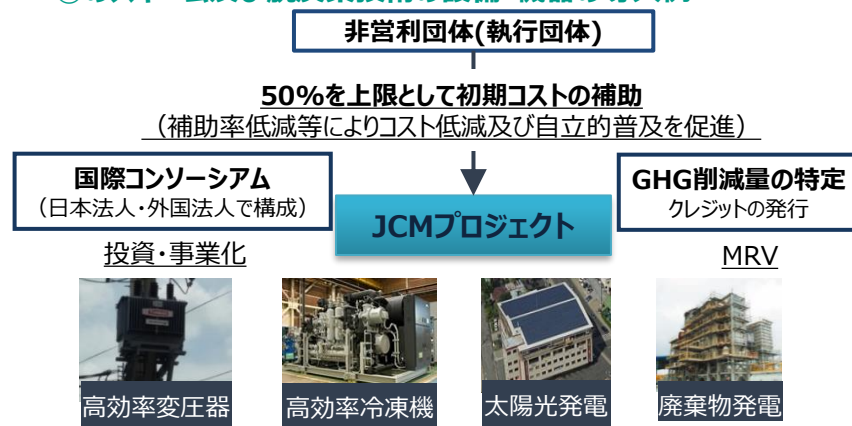 非営利団体(執行団体)
50%を上限として初期コストの補助
（補助率低減等によりコスト低減及び自立的普及を促進）
国際コンソーシアム
（日本法人・外国法人で構成）
投資・事業化
JCMプロジェクト
GHG削減量の特定
クレジットの発行
MRV
高効率変圧器
高効率冷凍機
太陽光発電
廃棄物発電